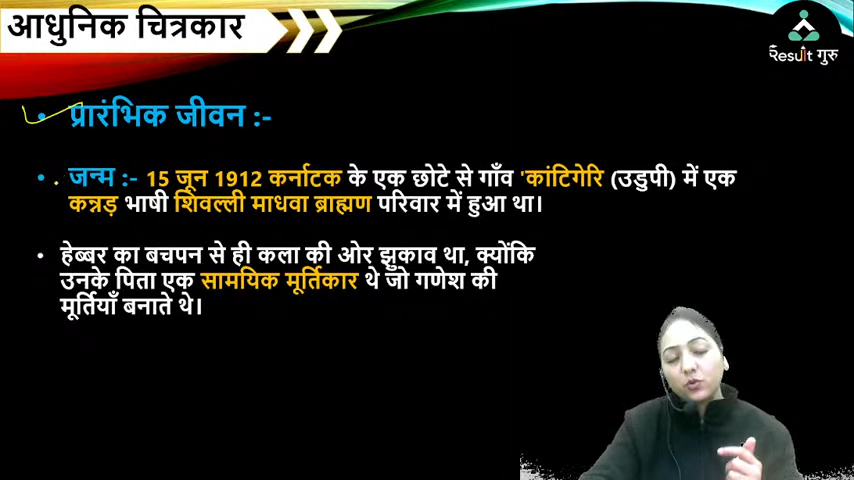 आधुनिक चित्रकार
Result गुरु
• प्रारंभिक जीवन :-
• जन्म :- 15 जून 1912 कर्नाटक के एक छोटे से गाँव 'कांटिगेरि (उडुपी) में एक
कन्नड़ भाषी शिवल्ली माधवा ब्राह्मण परिवार में हुआ था।
• हेब्बर का बचपन से ही कला की ओर झुकाव था, क्योंकि
उनके पिता एक सामयिक मूर्तिकार थे जो गणेश की
मूर्तियाँ बनाते थे।